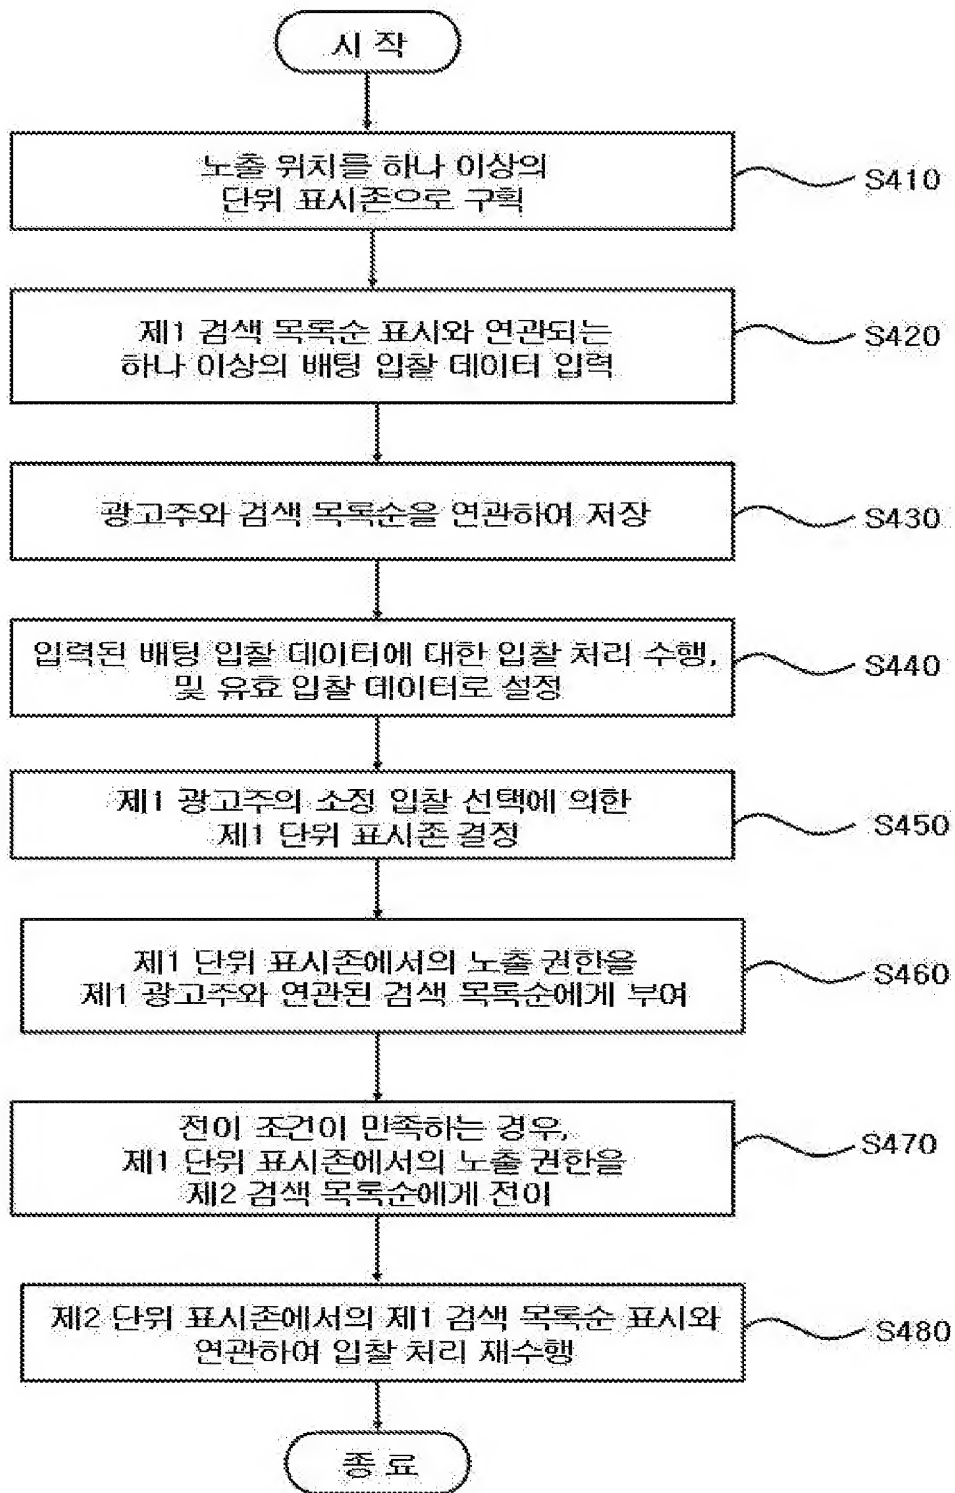 시 작
노출 위치를 하나 이상의
단위 표시존으로 구획
S410
제1 검색 목록순 표시와 연관되는
하나 이상의 배팅 입찰 데이터 입력
S420
광고주와 검색 목록순을 연관하여 저장
S430
입력된 배팅 입찰 데이터에 대한 입찰 처리 수행,
및 유효 입찰 데이터로 설정
S440
제1 광고주의 소정 입찰 선택에 의한
제1 단위 표시존 결정
S450
제1 단위 표시존에서의 노출 권한을
제1 광고주와 연관된 검색 목록순에게 부여
S460
전이 조건이 만족하는 경우,
제1 단위 표시존에서의 노출 권한을
제2 검색 목록순에게 전이
S470
제2 단위 표시존에서의 제1 검색 목록순 표시와
연관하여 입찰 처리 재수행
S480
종 료